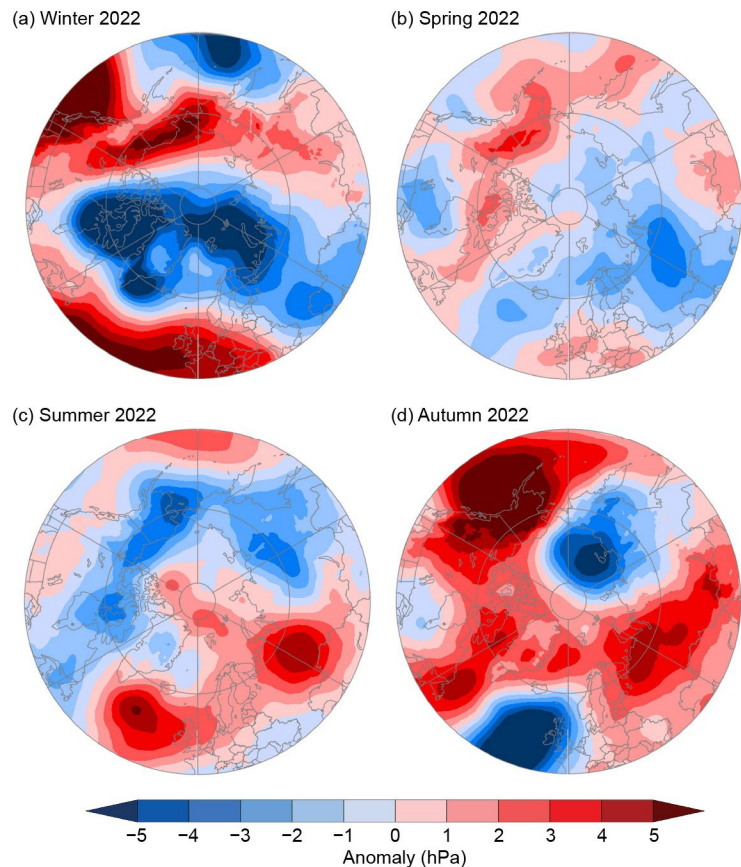 (a) Winter 2022
(b) Spring 2022
(c) Summer 2022
(d) Autumn 2022
−5 −4 −3 −2 −1 0 1 2 3 4 5
Anomaly (hPa)